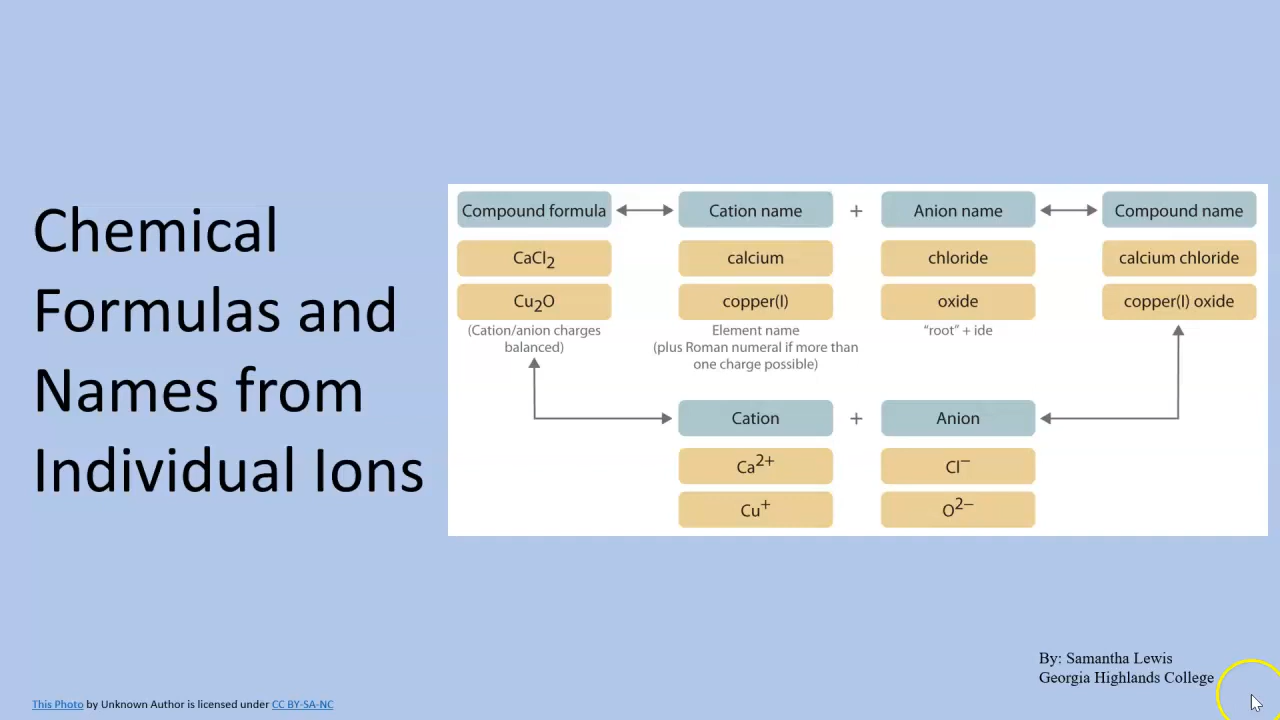 Chemical
Formulas and
Names from
Individual Ions
Compound formula
Cation name
+
Anion name
Compound name
CaCl₂
calcium
chloride
calcium chloride
Cu₂O
copper(I)
oxide
copper(I) oxide
(Cation/anion charges
balanced)
Element name
(plus Roman numeral if more than
one charge possible)
"root" + ide
Cation
+
Anion
Ca²⁺
Cl⁻
Cu⁺
O²⁻
By: Samantha Lewis
Georgia Highlands College
This Photo by Unknown Author is licensed under CC BY-SA-NC